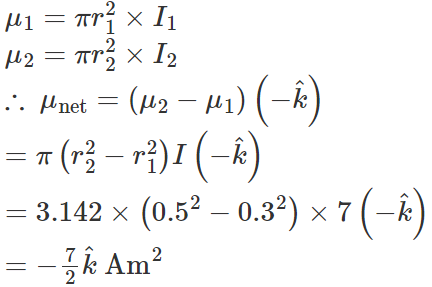 μ₁ = πr₁² × I₁
μ₂ = πr₂² × I₂
∴ μ_net = (μ₂ − μ₁) (−k̂)
= π (r₂² − r₁²) I (−k̂)
= 3.142 × (0.5² − 0.3²) × 7 (−k̂)
= −7/2 k̂ Am²